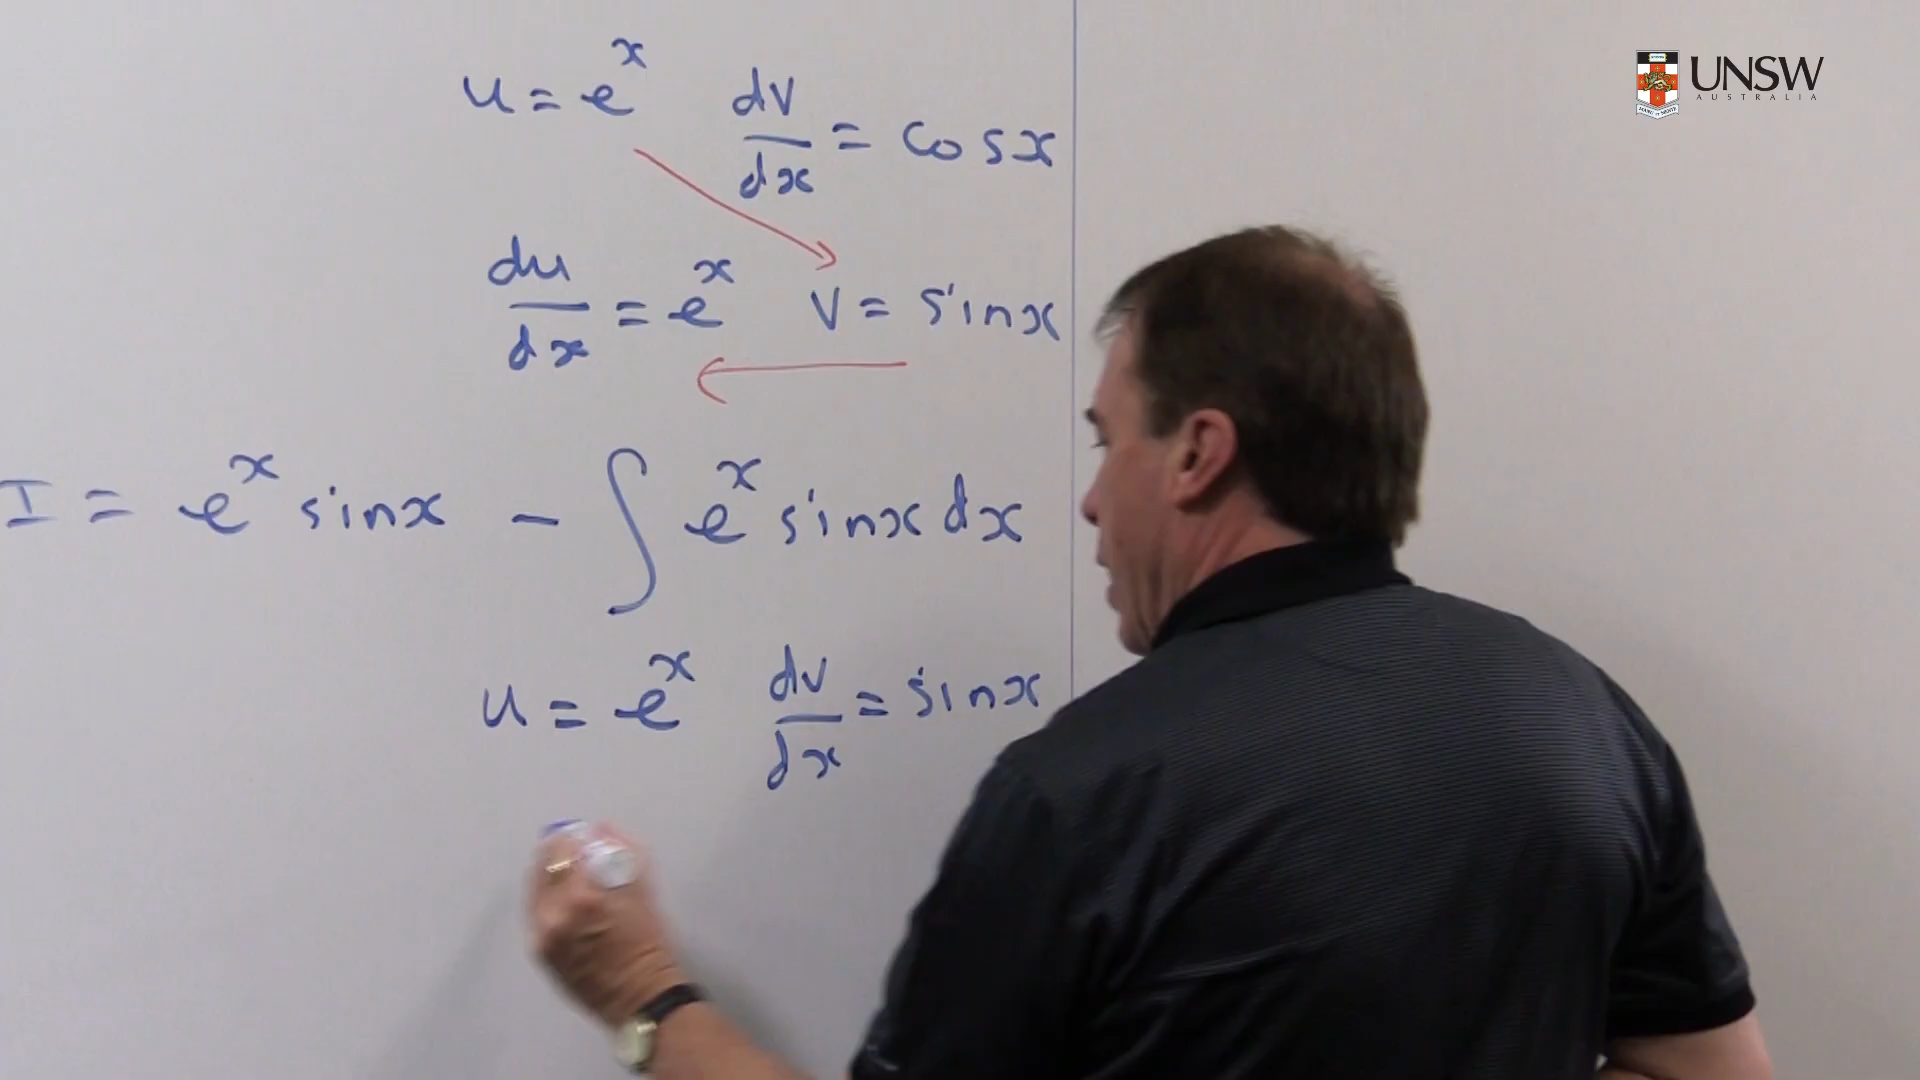 u = e^x   dv/dx = cos x
du/dx = e^x   v = sin x
I = e^x sin x - ∫ e^x sin x dx
u = e^x   dv/dx = sin x
UNSW
AUSTRALIA